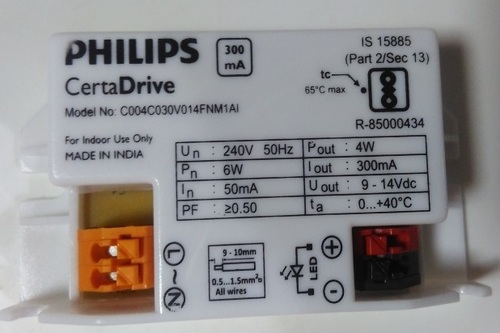 PHILIPS
300
mA
IS 15885
(Part 2/Sec 13)
CertaDrive
tc
65°C max.
Model No: C004C030V014FNM1AI
R-85000434
For Indoor Use Only
MADE IN INDIA
Un : 240V 50Hz Pout : 4W
Pn : 6W Iout : 300mA
In : 50mA Uout : 9 - 14Vdc
PF : ≥0.50 ta : 0...+40°C
L
~
N
9 - 10mm
0.5...1.5mm²
All wires
LED
+
-